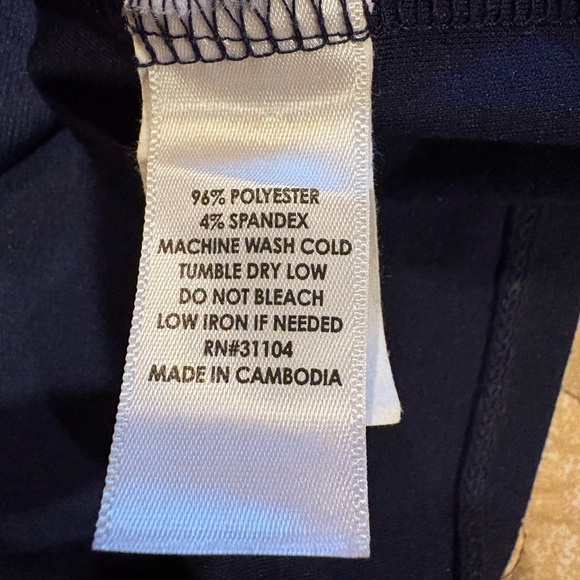 96% POLYESTER
4% SPANDEX
MACHINE WASH COLD
TUMBLE DRY LOW
DO NOT BLEACH
LOW IRON IF NEEDED
RN#31104
MADE IN CAMBODIA